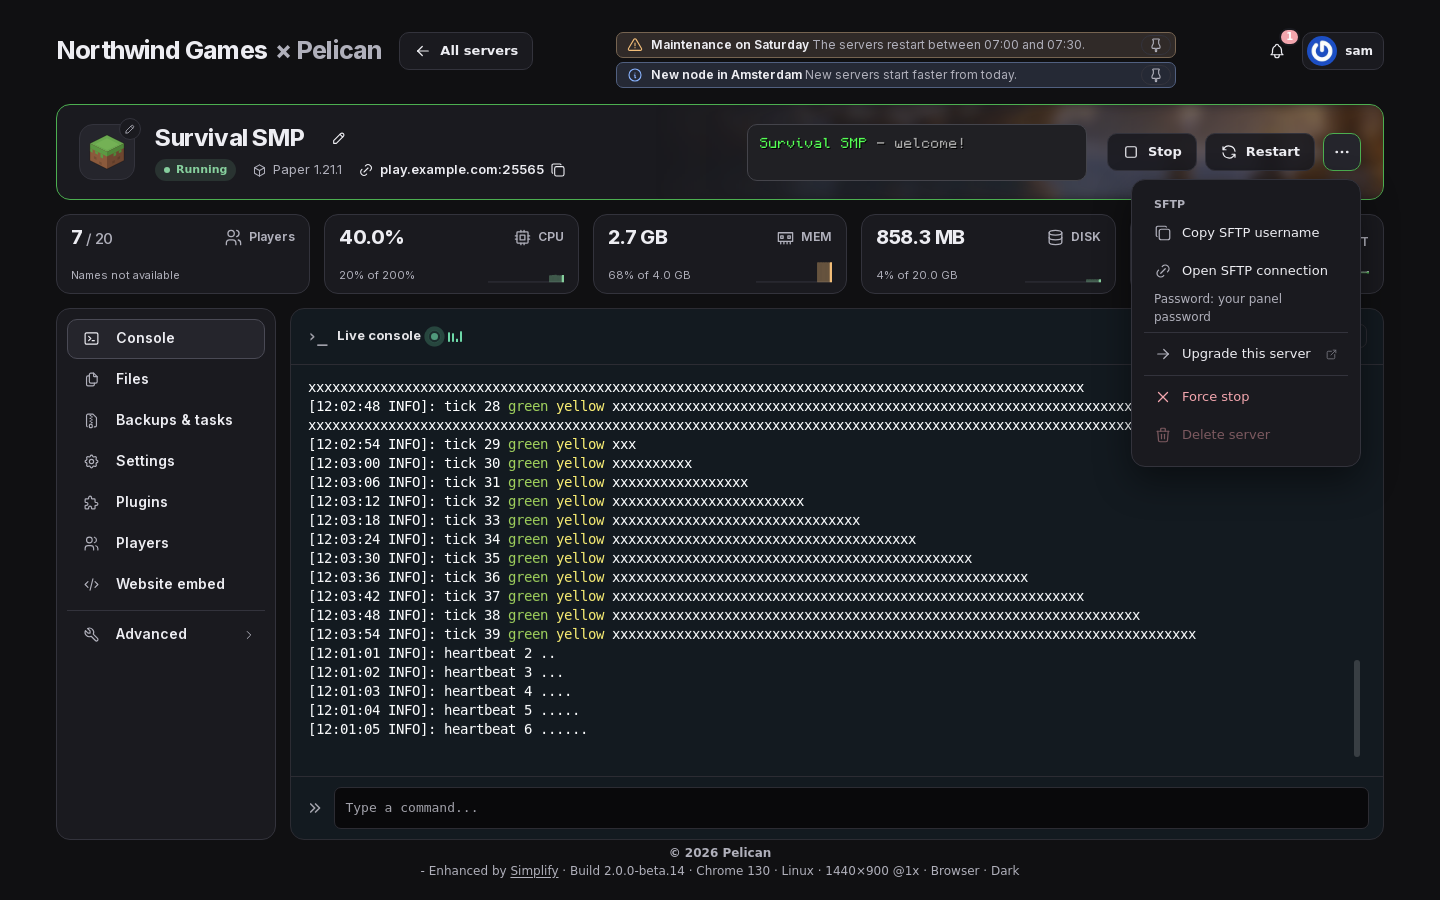 Northwind Games × Pelican
All servers
Maintenance on Saturday The servers restart between 07:00 and 07:30.
New node in Amsterdam New servers start faster from today.
1
sam
Survival SMP
Running
Paper 1.21.1
play.example.com:25565
Survival SMP – welcome!
Stop
Restart
7 / 20
Players
Names not available
40.0%
CPU
20% of 200%
2.7 GB
MEM
68% of 4.0 GB
858.3 MB
DISK
4% of 20.0 GB
T
SFTP
Copy SFTP username
Open SFTP connection
Password: your panel
password
Upgrade this server
Force stop
Delete server
Console
Files
Backups & tasks
Settings
Plugins
Players
Website embed
Advanced
Live console
xxxxxxxxxxxxxxxxxxxxxxxxxxxxxxxxxxxxxxxxxxxxxxxxxxxxxxxxxxxxxxxxxxxxxxxxxxxxxxxxxxxxxxxxxxxxxxxxx
[12:02:48 INFO]: tick 28 green yellow xxxxxxxxxxxxxxxxxxxxxxxxxxxxxxxxxxxxxxxxxxxxxxxxxxxxxxxxxxxxxxxxx
xxxxxxxxxxxxxxxxxxxxxxxxxxxxxxxxxxxxxxxxxxxxxxxxxxxxxxxxxxxxxxxxxxxxxxxxxxxxxxxxxxxxxxxxxxxxxxxxxxxxxxx
[12:02:54 INFO]: tick 29 green yellow xxx
[12:03:00 INFO]: tick 30 green yellow xxxxxxxxxx
[12:03:06 INFO]: tick 31 green yellow xxxxxxxxxxxxxxxxx
[12:03:12 INFO]: tick 32 green yellow xxxxxxxxxxxxxxxxxxxxxxxx
[12:03:18 INFO]: tick 33 green yellow xxxxxxxxxxxxxxxxxxxxxxxxxxxxxxx
[12:03:24 INFO]: tick 34 green yellow xxxxxxxxxxxxxxxxxxxxxxxxxxxxxxxxxxxxxx
[12:03:30 INFO]: tick 35 green yellow xxxxxxxxxxxxxxxxxxxxxxxxxxxxxxxxxxxxxxxxxxxxx
[12:03:36 INFO]: tick 36 green yellow xxxxxxxxxxxxxxxxxxxxxxxxxxxxxxxxxxxxxxxxxxxxxxxxxxxx
[12:03:42 INFO]: tick 37 green yellow xxxxxxxxxxxxxxxxxxxxxxxxxxxxxxxxxxxxxxxxxxxxxxxxxxxxxxxxxxx
[12:03:48 INFO]: tick 38 green yellow xxxxxxxxxxxxxxxxxxxxxxxxxxxxxxxxxxxxxxxxxxxxxxxxxxxxxxxxxxxxxxxxxx
[12:03:54 INFO]: tick 39 green yellow xxxxxxxxxxxxxxxxxxxxxxxxxxxxxxxxxxxxxxxxxxxxxxxxxxxxxxxxxxxxxxxxxxxxxxxxx
[12:01:01 INFO]: heartbeat 2 ..
[12:01:02 INFO]: heartbeat 3 ...
[12:01:03 INFO]: heartbeat 4 ....
[12:01:04 INFO]: heartbeat 5 .....
[12:01:05 INFO]: heartbeat 6 ......
Type a command...
© 2026 Pelican
- Enhanced by Simplify · Build 2.0.0-beta.14 · Chrome 130 · Linux · 1440×900 @1x · Browser · Dark